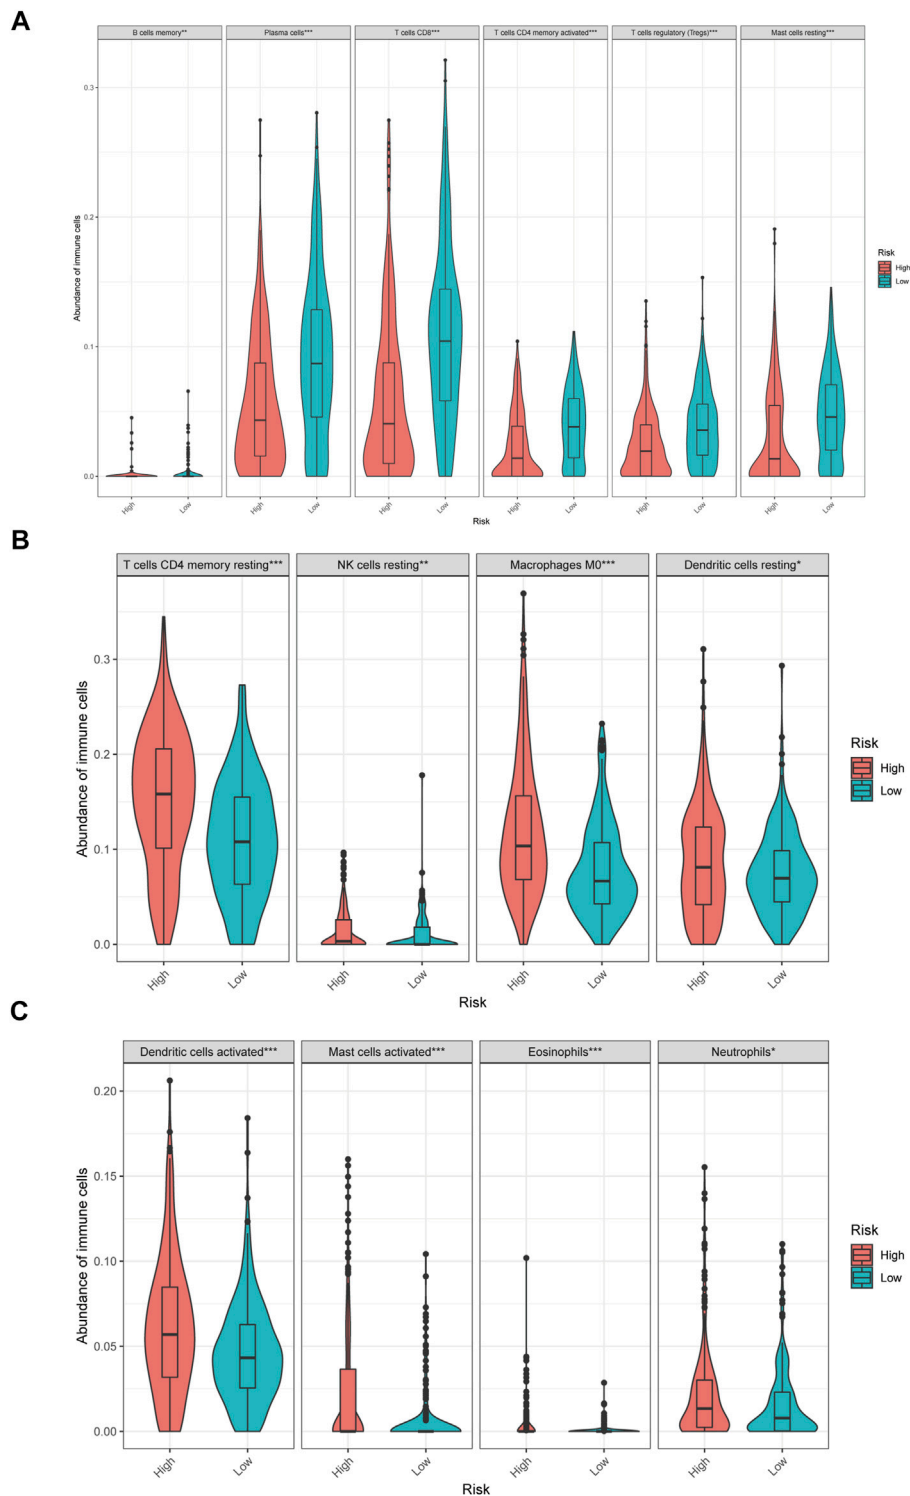 A
B cells memory**
Plasma cells***
T cells CD8***
T cells CD4 memory activated***
T cells regulatory (Tregs)***
Mast cells resting***
Abundance of immune cells
0.3
0.2
0.1
0.0
High
Low
High
Low
High
Low
High
Low
High
Low
High
Low
Risk
Risk
High
Low
B
T cells CD4 memory resting***
NK cells resting**
Macrophages M0***
Dendritic cells resting*
Abundance of immune cells
0.3
0.2
0.1
0.0
High
Low
High
Low
High
Low
High
Low
Risk
Risk
High
Low
C
Dendritic cells activated***
Mast cells activated***
Eosinophils***
Neutrophils*
Abundance of immune cells
0.20
0.15
0.10
0.05
0.00
High
Low
High
Low
High
Low
High
Low
Risk
Risk
High
Low